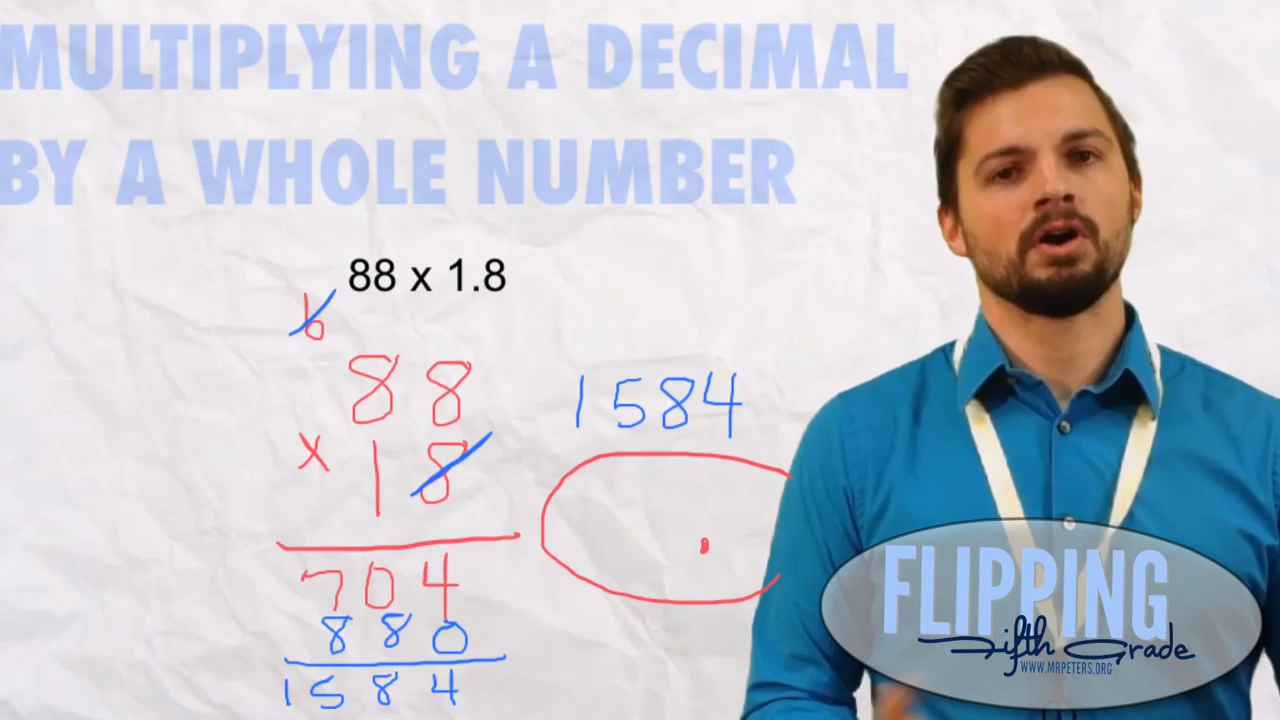 MULTIPLYING A DECIMAL
BY A WHOLE NUMBER
88 x 1.8
6
88
x 18
704
880
1584
1584
.
FLIPPING
Fifth Grade
WWW.MRPETERS.ORG